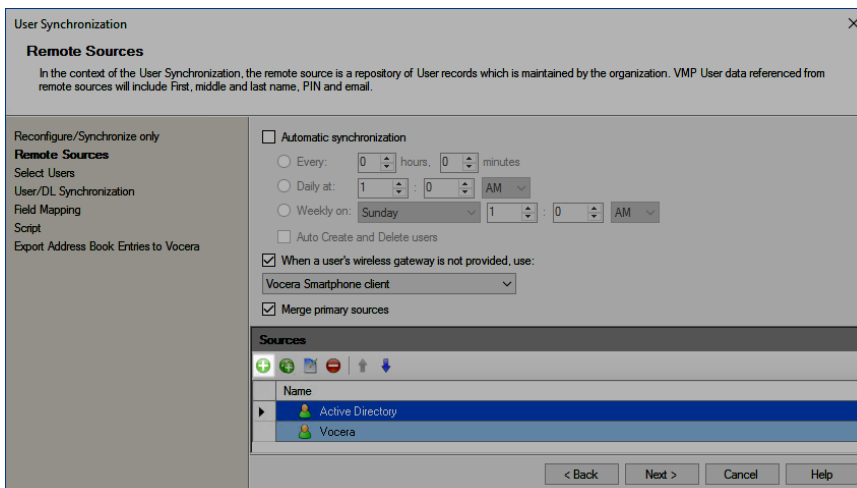 User Synchronization
Remote Sources
In the context of the User Synchronization, the remote source is a repository of User records which is maintained by the organization. VMP User data referenced from
remote sources will include First, middle and last name, PIN and email.
Reconfigure/Synchronize only
Remote Sources
Select Users
User/DL Synchronization
Field Mapping
Script
Export Address Book Entries to Vocera
Automatic synchronization
Every: 0 hours, 0 minutes
Daily at: 1 : 0 AM
Weekly on: Sunday 1 : 0 AM
Auto Create and Delete users
When a user's wireless gateway is not provided, use:
Vocera Smartphone client
Merge primary sources
Sources
Name
Active Directory
Vocera
< Back Next > Cancel Help